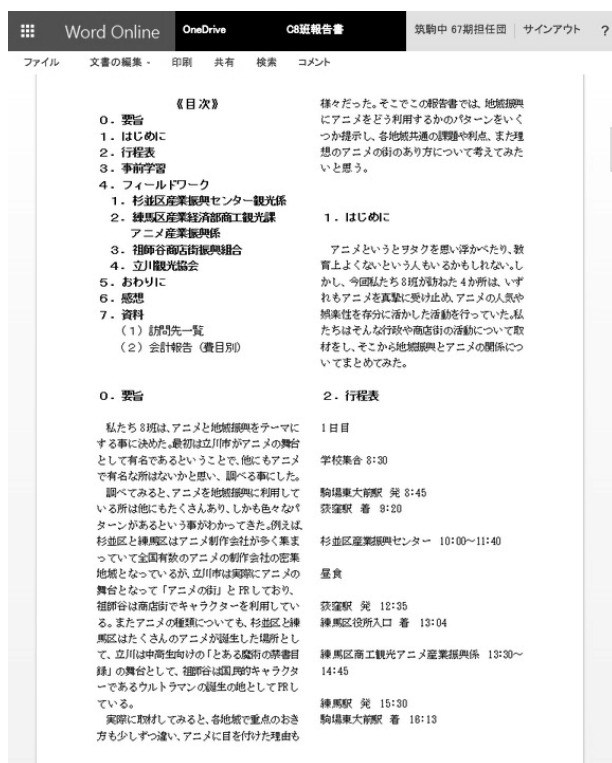 Word Online
OneDrive
C8班報告書
筑駒中 67期担任団
サインアウト
?
ファイル
文書の編集
印刷
共有
検索
コメント
《目次》
0．要旨
1．はじめに
2．行程表
3．事前学習
4．フィールドワーク
1．杉並区産業振興センター観光係
2．練馬区産業経済部商工観光課
アニメ産業振興係
3．祖師谷商店街振興組合
4．立川観光協会
5．おわりに
6．感想
7．資料
（1）訪問先一覧
（2）会計報告（費目別）
0．要旨
私たち8班は、アニメと地域振興をテーマに
する事に決めた。最初は立川市がアニメの舞台
として有名であるということで、他にもアニメ
で有名な所はないかと思い、調べる事にした。
調べてみると、アニメを地域振興に利用して
いる所は他にもたくさんあり、しかも色々なパ
ターンがあるという事がわかってきた。例えば、
杉並区と練馬区はアニメ制作会社が多く集ま
っていて全国有数のアニメの制作会社の密集
地域となっているが、立川市は実際にアニメの
舞台となって「アニメの街」とPRしており、
祖師谷は商店街でキャラクターを利用してい
る。またアニメの種類についても、杉並区と練
馬区はたくさんのアニメが誕生した場所とし
て、立川は中高生向けの「とある魔術の禁書目
録」の舞台として、祖師谷は国民的キャラクタ
ーであるウルトラマンの誕生の地としてPRし
ている。
実際に取材してみると、各地域で重点のおき
方も少しずつ違い、アニメに目を付けた理由も
様々だった。そこでこの報告書では、地域振興
にアニメをどう利用するかのパターンをいく
つか提示し、各地域共通の課題や利点、また理
想のアニメの街のあり方について考えてみた
いと思う。
1．はじめに
アニメというとヲタクを思い浮かべたり、教
育上よくないという人もいるかもしれない。し
かし、今回私たち8班が訪ねた4か所は、いず
れもアニメを真摯に受け止め、アニメの人気や
娯楽性を存分に活かした活動を行っていた。私
たちはそんな行政や商店街の活動について取
材をし、そこから地域振興とアニメの関係につ
いてまとめてみた。
2．行程表
1日目
学校集合 8:30
駒場東大前駅 発 8:45
荻窪駅 着 9:20
杉並区産業振興センター 10:00～11:40
昼食
荻窪駅 発 12:35
練馬区役所入口 着 13:04
練馬区商工観光アニメ産業振興係 13:30～
14:45
練馬駅 発 15:30
駒場東大前駅 着 16:13